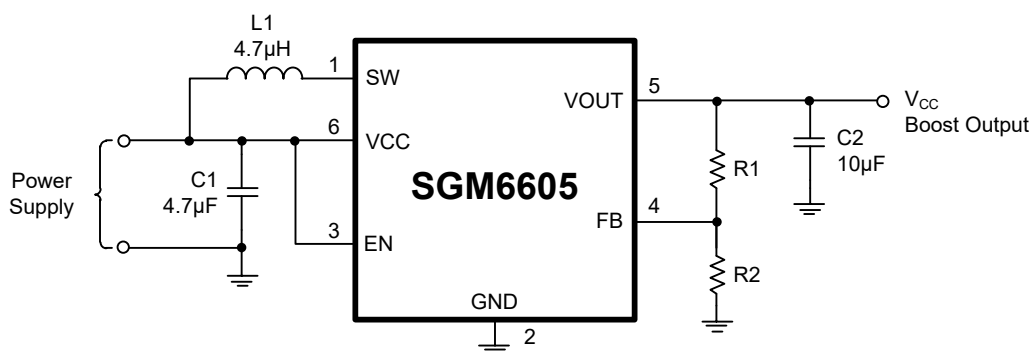 L1
4.7µH
1
SW
5
VOUT
V_CC
Boost Output
6
VCC
C2
10µF
R1
Power
Supply
C1
4.7µF
SGM6605
4
FB
3
EN
R2
GND
2